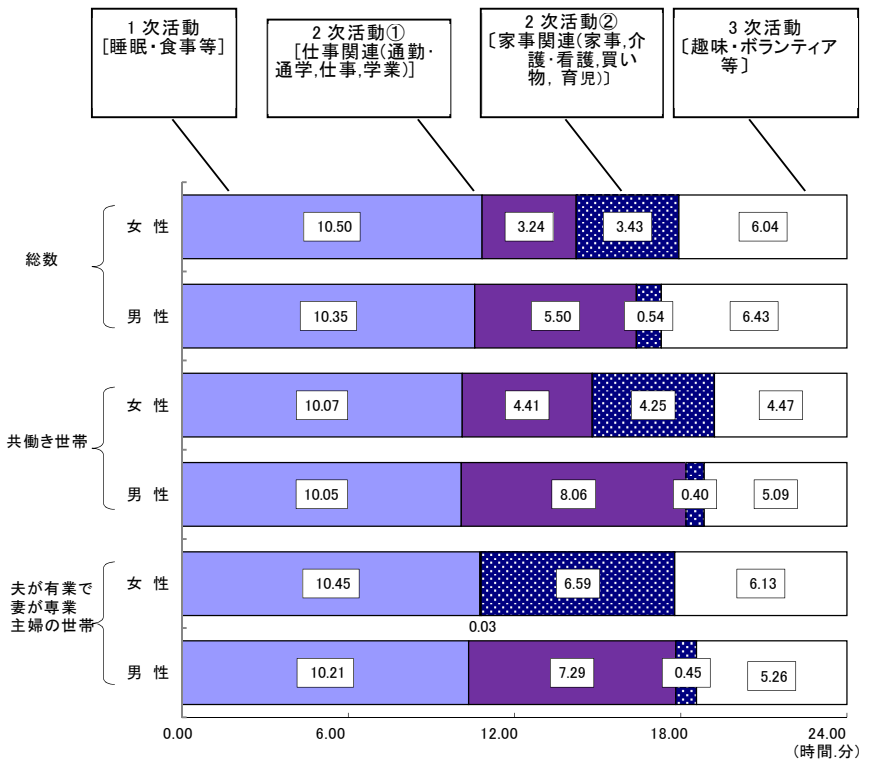 1次活動
[睡眠・食事等]
2次活動①
[仕事関連(通勤・
通学,仕事,学業)]
2次活動②
〔家事関連(家事,介
護・看護,買い
物, 育児)〕
3次活動
〔趣味・ボランティア
等〕
総数
女 性
10.50
3.24
3.43
6.04
男 性
10.35
5.50
0.54
6.43
共働き世帯
女 性
10.07
4.41
4.25
4.47
男 性
10.05
8.06
0.40
5.09
夫が有業で
妻が専業
主婦の世帯
女 性
10.45
6.59
6.13
0.03
男 性
10.21
7.29
0.45
5.26
0.00
6.00
12.00
18.00
24.00
(時間.分)